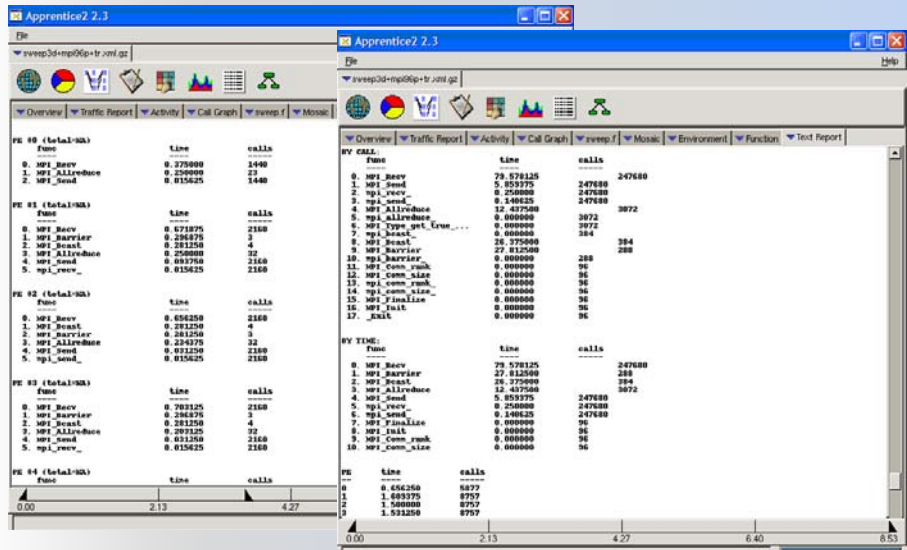 Apprentice2 2.3
File
sweep3d+mpi96p+tr.xml.gz
Overview Traffic Report Activity Call Graph sweep.f Mosaic
PE #0 (total=NA)
func time calls
---- ---- -----
0. MPI_Recv 0.375000 1440
1. MPI_Allreduce 0.250000 23
2. MPI_Send 0.015625 1440
PE #1 (total=NA)
func time calls
---- ---- -----
0. MPI_Recv 0.671875 2160
1. MPI_Barrier 0.296875 3
2. MPI_Bcast 0.281250 4
3. MPI_Allreduce 0.250000 32
4. MPI_Send 0.093750 2160
5. mpi_recv_ 0.015625 2160
PE #2 (total=NA)
func time calls
---- ---- -----
0. MPI_Recv 0.656250 2160
1. MPI_Bcast 0.281250 4
2. MPI_Barrier 0.281250 3
3. MPI_Allreduce 0.234375 32
4. MPI_Send 0.031250 2160
5. mpi_send_ 0.015625 2160
PE #3 (total=NA)
func time calls
---- ---- -----
0. MPI_Recv 0.703125 2160
1. MPI_Barrier 0.296875 3
2. MPI_Bcast 0.281250 4
3. MPI_Allreduce 0.203125 32
4. MPI_Send 0.031250 2160
5. mpi_recv_ 0.015625 2160
PE #4 (total=NA)
func time calls
0.00 2.13 4.27
Apprentice2 2.3
File Help
sweep3d+mpi96p+tr.xml.gz
Overview Traffic Report Activity Call Graph sweep.f Mosaic Environment Function Text Report
BY CALL:
func time calls
---- ---- -----
0. MPI_Recv 79.578125 247680
1. MPI_Send 5.859375 247680
2. mpi_recv_ 0.250000 247680
3. mpi_send_ 0.140625 247680
4. MPI_Allreduce 12.437500 3072
5. mpi_allreduce_ 0.000000 3072
6. MPI_Type_get_true_... 0.000000 3072
7. mpi_bcast_ 0.000000 384
8. MPI_Bcast 26.375000 384
9. MPI_Barrier 27.812500 288
10. mpi_barrier_ 0.000000 288
11. MPI_Comm_rank 0.000000 96
12. MPI_Comm_size 0.000000 96
13. mpi_comm_rank_ 0.000000 96
14. mpi_comm_size_ 0.000000 96
15. MPI_Finalize 0.000000 96
16. MPI_Init 0.000000 96
17. _Exit 0.000000 96
BY TIME:
func time calls
---- ---- -----
0. MPI_Recv 79.578125 247680
1. MPI_Barrier 27.812500 288
2. MPI_Bcast 26.375000 384
3. MPI_Allreduce 12.437500 3072
4. MPI_Send 5.859375 247680
5. mpi_recv_ 0.250000 247680
6. mpi_send_ 0.140625 247680
7. MPI_Finalize 0.000000 96
8. MPI_Init 0.000000 96
9. MPI_Comm_rank 0.000000 96
10. MPI_Comm_size 0.000000 96
PE time calls
-- ---- -----
0 0.656250 5877
1 1.609375 8757
2 1.500000 8757
3 1.531250 8757
0.00 2.13 4.27 6.40 8.53